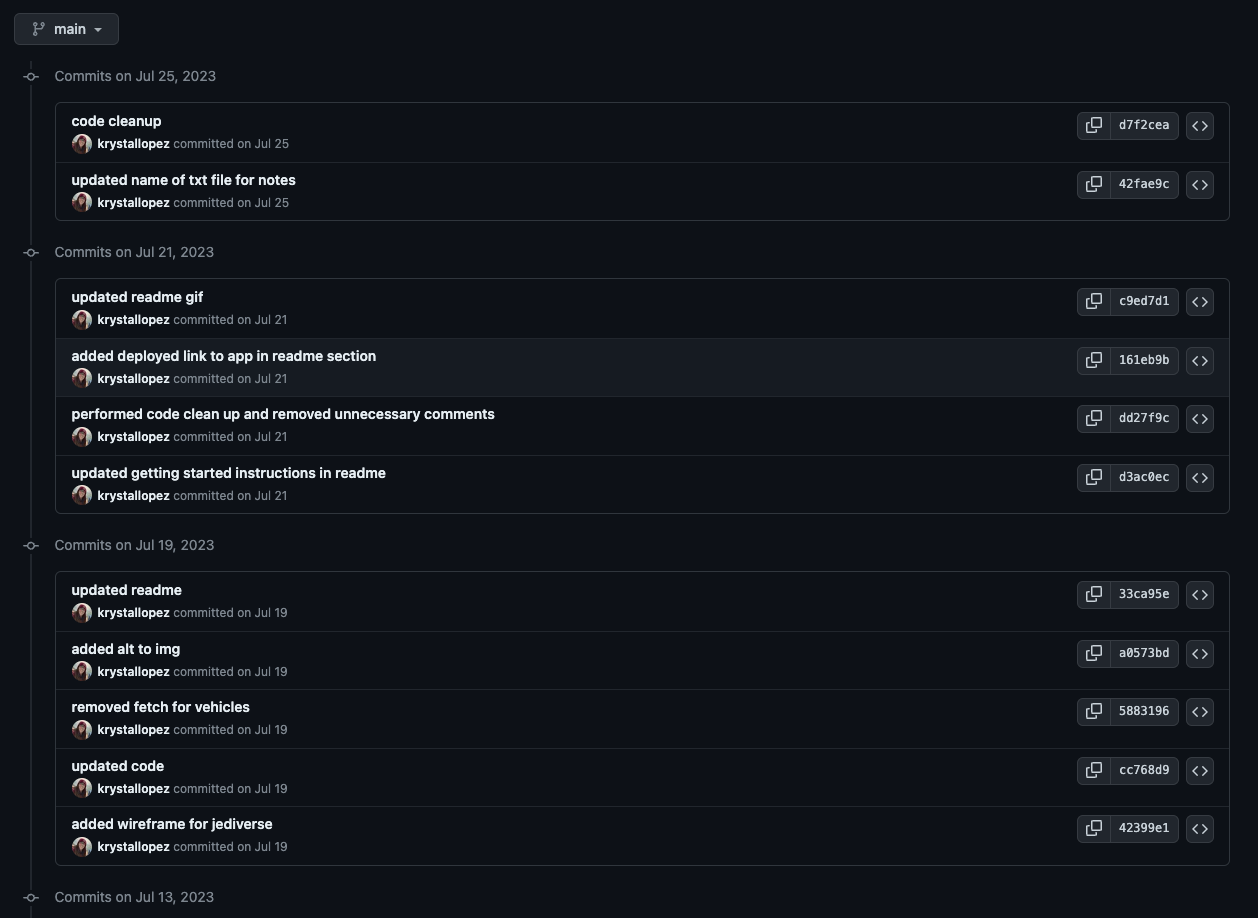 main
Commits on Jul 25, 2023
code cleanup
d7f2cea
krystallopez committed on Jul 25
updated name of txt file for notes
42fae9c
krystallopez committed on Jul 25
Commits on Jul 21, 2023
updated readme gif
c9ed7d1
krystallopez committed on Jul 21
added deployed link to app in readme section
161eb9b
krystallopez committed on Jul 21
performed code clean up and removed unnecessary comments
dd27f9c
krystallopez committed on Jul 21
updated getting started instructions in readme
d3ac0ec
krystallopez committed on Jul 21
Commits on Jul 19, 2023
updated readme
33ca95e
krystallopez committed on Jul 19
added alt to img
a0573bd
krystallopez committed on Jul 19
removed fetch for vehicles
5883196
krystallopez committed on Jul 19
updated code
cc768d9
krystallopez committed on Jul 19
added wireframe for jediverse
42399e1
krystallopez committed on Jul 19
Commits on Jul 13, 2023